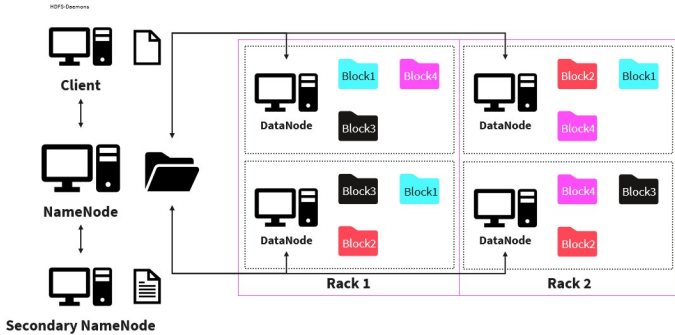 HDFS-Daemons
Client
NameNode
Secondary NameNode
Block1 Block4
DataNode
Block3
Block3 Block1
DataNode
Block2
Rack 1
Block2 Block1
DataNode
Block4
Block4 Block3
DataNode
Block2
Rack 2